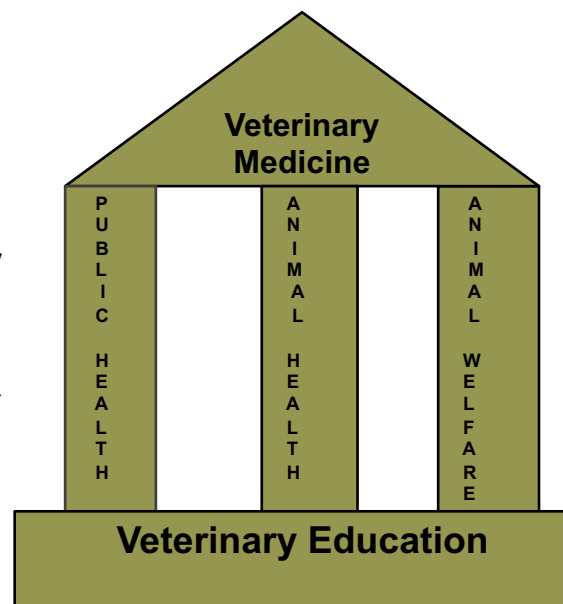 Veterinary
Medicine
PUBLIC HEALTH
ANIMAL HEALTH
ANIMAL WELFARE
Veterinary Education